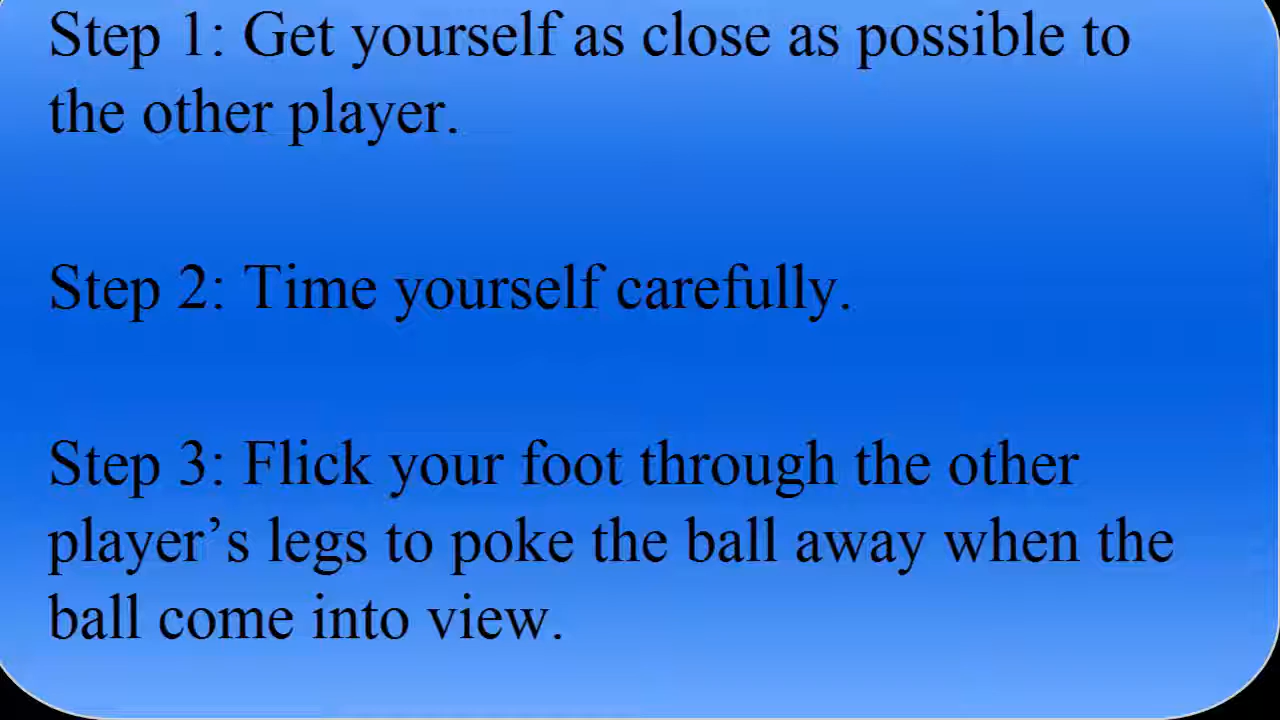 Step 1: Get yourself as close as possible to
the other player.
Step 2: Time yourself carefully.
Step 3: Flick your foot through the other
player’s legs to poke the ball away when the
ball come into view.